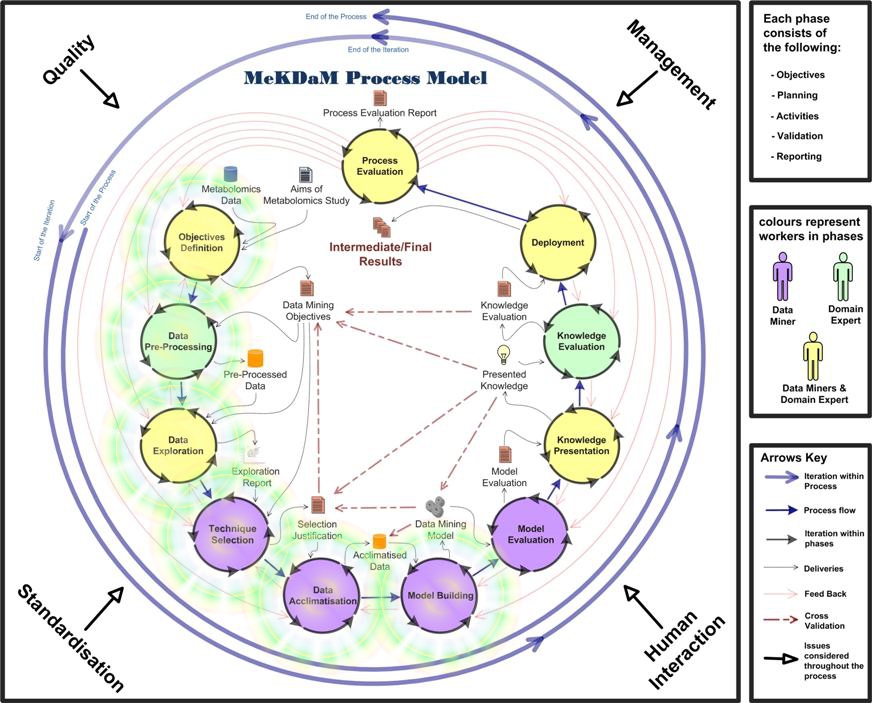 End of the Process
End of the Iteration
MeKDaM Process Model
Quality
Management
Standardisation
Human
Interaction
Start of the Iteration
Start of the Process
Process Evaluation Report
Process
Evaluation
Metabolomics
Data
Aims of
Metabolomics Study
Objectives
Definition
Intermediate/Final
Results
Deployment
Data Mining
Objectives
Knowledge
Evaluation
Data
Pre-Processing
Knowledge
Evaluation
Pre-Processed
Data
Presented
Knowledge
Data
Exploration
Knowledge
Presentation
Exploration
Report
Model
Evaluation
Technique
Selection
Selection
Justification
Data Mining
Model
Model
Evaluation
Acclimatised
Data
Data
Acclimatisation
Model Building
Each phase
consists of
the following:
- Objectives
- Planning
- Activities
- Validation
- Reporting
colours represent
workers in phases
Data
Miner
Domain
Expert
Data Miners &
Domain Expert
Arrows Key
Iteration within
Process
Process flow
Iteration within
phases
Deliveries
Feed Back
Cross
Validation
Issues
considered
throughout the
process